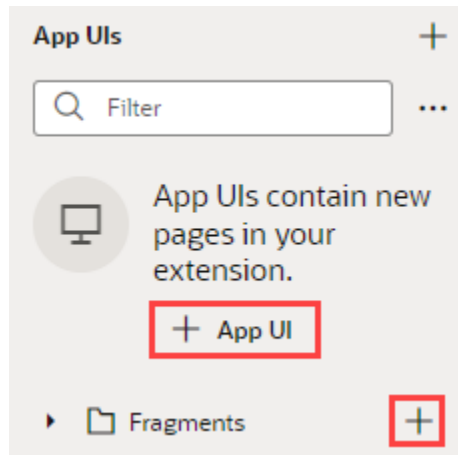 App UIs
Filter
App UIs contain new
pages in your
extension.
App UI
Fragments